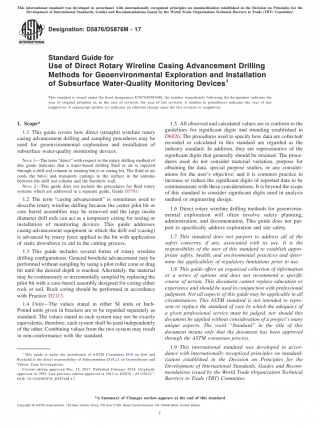 This international standard was developed in accordance with internationally recognized principles on standardization established in the Decision on Principles for the
Development of International Standards, Guides and Recommendations issued by the World Trade Organization Technical Barriers to Trade (TBT) Committee.
Designation: D5876/D5876M − 17
Standard Guide for
Use of Direct Rotary Wireline Casing Advancement Drilling
Methods for Geoenvironmental Exploration and Installation
of Subsurface Water-Quality Monitoring Devices1
This standard is issued under the fixed designation D5876/D5876M; the number immediately following the designation indicates the
year of original adoption or, in the case of revision, the year of last revision. A number in parentheses indicates the year of last
reapproval. A superscript epsilon (ε) indicates an editorial change since the last revision or reapproval.
1. Scope*
1.1 This guide covers how direct (straight) wireline rotary
casing advancement drilling and sampling procedures may be
used for geoenvironmental exploration and installation of
subsurface water-quality monitoring devices.
NOTE 1—The term "direct" with respect to the rotary drilling method of
this guide indicates that a water-based drilling fluid or air is injected
through a drill-rod column to rotating bit(s) or coring bit. The fluid or air
cools the bit(s) and transports cuttings to the surface in the annulus
between the drill rod column and the borehole wall.
NOTE 2—This guide does not include the procedures for fluid rotary
systems which are addressed in a separate guide, Guide D5783.
1.2 The term "casing advancement" is sometimes used to
describe rotary wireline drilling because the center pilot bit or
core barrel assemblies may be removed and the large inside
diameter drill rods can act as a temporary casing for testing or
installation of monitoring devices. This guide addresses
casing-advancement equipment in which the drill rod (casing)
is advanced by rotary force applied to the bit with application
of static downforce to aid in the cutting process.
1.3 This guide includes several forms of rotary wireline
drilling configurations. General borehole advancement may be
performed without sampling by using a pilot roller cone or drag
bit until the desired depth is reached. Alternately, the material
may be continuously or incrementally sampled by replacing the
pilot bit with a core-barrel assembly designed for coring either
rock or soil. Rock coring should be performed in accordance
with Practice D2113.
1.4 Units—The values stated in either SI units or Inch-
Pound units given in brackets are to be regarded separately as
standard. The values stated in each system may not be exactly
equivalents; therefore, each system shall be used independently
of the other. Combining values from the two system may result
in non-conformance with the standard.
1 This guide is under the jurisdiction of ASTM Committee D18 on Soil and
Rock and is the direct responsibility of Subcommittee D18.21 on Groundwater and
Vadose Zone Investigations.
Current edition approved Dec. 15, 2017. Published February 2018. Originally
approved in 1995. Last previous edition approved in 2012 as D5876 – 95 (2012)ε1.
DOI: 10.1520/D5876_D5876M-17.
1.5 All observed and calculated values are to conform to the
guidelines for significant digits and rounding established in
D6026. The procedures used to specify how data are collected/
recorded or calculated in this standard are regarded as the
industry standard. In addition, they are representative of the
significant digits that generally should be retained. The proce-
dures used do not consider material variation, purpose for
obtaining the data, special purpose studies, or any consider-
ations for the user's objective; and it is common practice to
increase or reduce the significant digits of reported data to be
commensurate with these considerations. It is beyond the scope
of this standard to consider significant digits used in analysis
method or engineering design.
1.6 Direct rotary wireline drilling methods for geoenviron-
mental exploration will often involve safety planning,
administration, and documentation. This guide does not pur-
port to specifically address exploration and site safety.
1.7 This standard does not purport to address all of the
safety concerns, if any, associated with its use. It is the
responsibility of the user of this standard to establish appro-
priate safety, health, and environmental practices and deter-
mine the applicability of regulatory limitations prior to use.
1.8 This guide offers an organized collection of information
or a series of options and does not recommend a specific
course of action. This document cannot replace education or
experience and should be used in conjunction with professional
judgment. Not all aspects of this guide may be applicable in all
circumstances. This ASTM standard is not intended to repre-
sent or replace the standard of care by which the adequacy of
a given professional service must be judged, nor should this
document be applied without consideration of a project's many
unique aspects. The word "Standard" in the title of this
document means only that the document has been approved
through the ASTM consensus process.
1.9 This international standard was developed in accor-
dance with internationally recognized principles on standard-
ization established in the Decision on Principles for the
Development of International Standards, Guides and Recom-
mendations issued by the World Trade Organization Technical
Barriers to Trade (TBT) Committee.
*A Summary of Changes section appears at the end of this standard
Copyright © ASTM International, 100 Barr Harbor Drive, PO Box C700, West Conshohocken, PA 19428-2959. United States
1